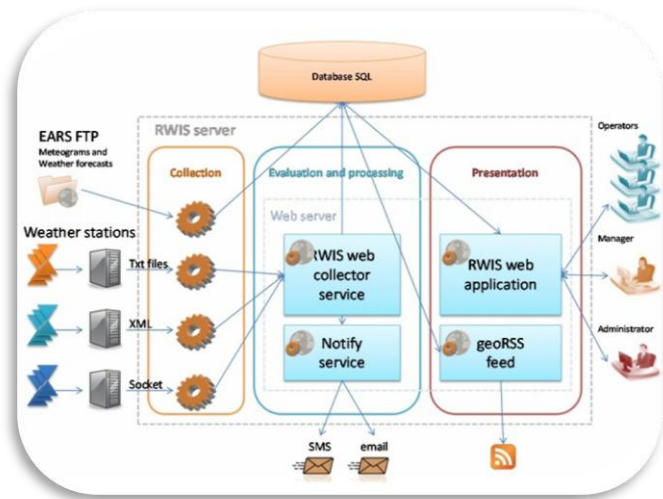 Database SQL
RWIS server
EARS FTP
Meteograms and
Weather forecasts
Operators
Collection
Evaluation and processing
Presentation
Web server
Weather stations
Txt files
RWIS web
collector
service
RWIS web
application
Manager
XML
Notify
service
geoRSS
feed
Administrator
Socket
SMS
email